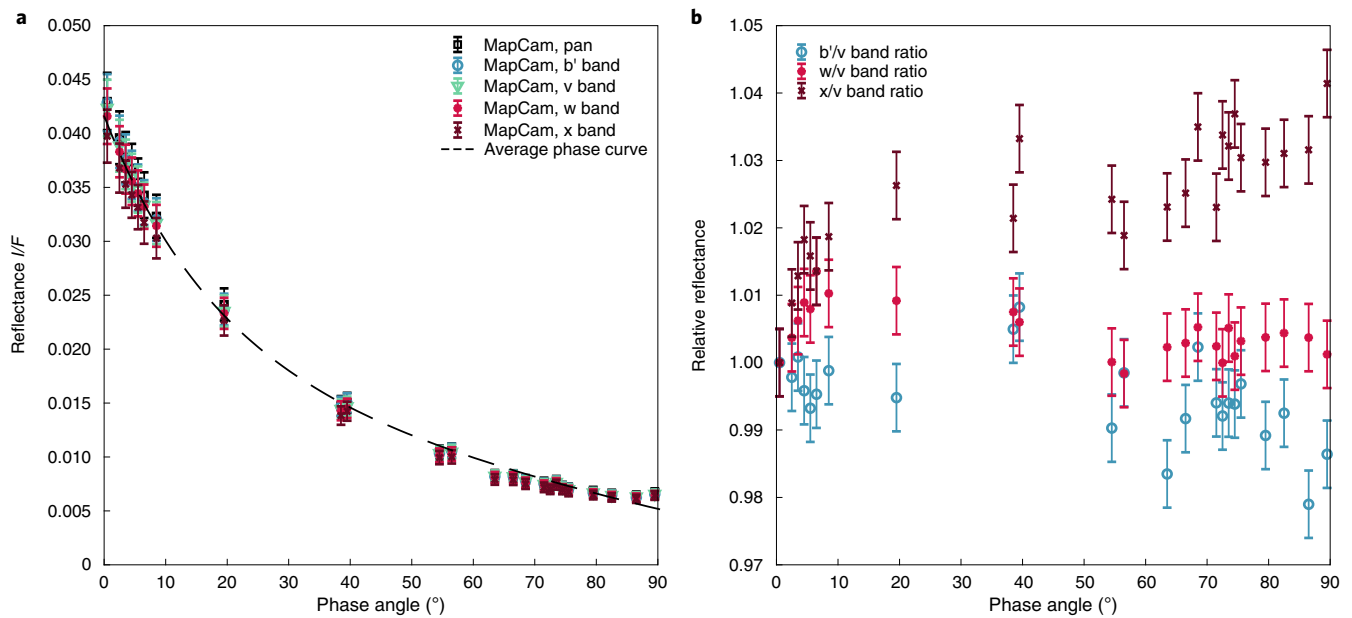 a
0.050
0.045
0.040
0.035
0.030
0.025
0.020
0.015
0.010
0.005
0
Reflectance I/F
0 10 20 30 40 50 60 70 80 90
Phase angle (°)
MapCam, pan
MapCam, b' band
MapCam, v band
MapCam, w band
MapCam, x band
Average phase curve
b
1.05
1.04
1.03
1.02
1.01
1.00
0.99
0.98
0.97
Relative reflectance
0 10 20 30 40 50 60 70 80 90
Phase angle (°)
b'/v band ratio
w/v band ratio
x/v band ratio